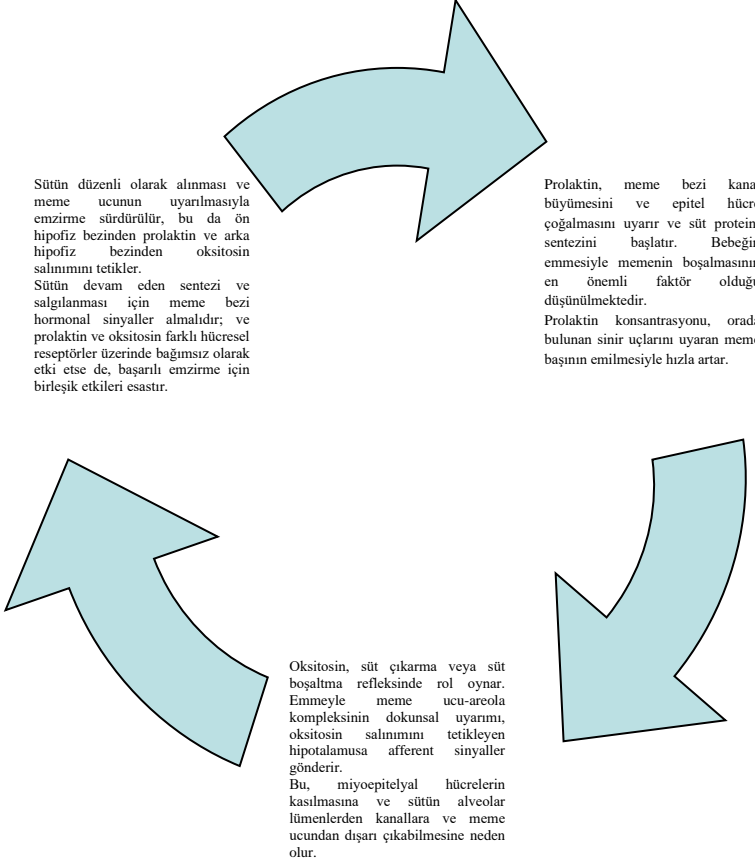 Sütün düzenli olarak alınması ve
meme ucunun uyarılmasıyla
emzirme sürdürülür, bu da ön
hipofiz bezinden prolaktin ve arka
hipofiz bezinden oksitosin
salınımını tetikler.
Sütün devam eden sentezi ve
salgılanması için meme bezi
hormonal sinyaller almalıdır; ve
prolaktin ve oksitosin farklı hücresel
reseptörler üzerinde bağımsız olarak
etki etse de, başarılı emzirme için
birleşik etkileri esastır.
Prolaktin, meme bezi kana
büyümesini ve epitel hücre
çoğalmasını uyarır ve süt protein
sentezini başlatır. Bebeğin
emmesiyle memenin boşalmasının
en önemli faktör olduğu
düşünülmektedir.
Prolaktin konsantrasyonu, orada
bulunan sinir uçlarını uyaran meme
başının emilmesiyle hızla artar.
Oksitosin, süt çıkarma veya süt
boşaltma refleksinde rol oynar.
Emmeyle meme ucu-areola
kompleksinin dokunsal uyarımı,
oksitosin salınımını tetikleyen
hipotalamusa afferent sinyaller
gönderir.
Bu, miyoepitelyal hücrelerin
kasılmasına ve sütün alveolar
lümenlerden kanallara ve meme
ucundan dışarı çıkabilmesine neden
olur.